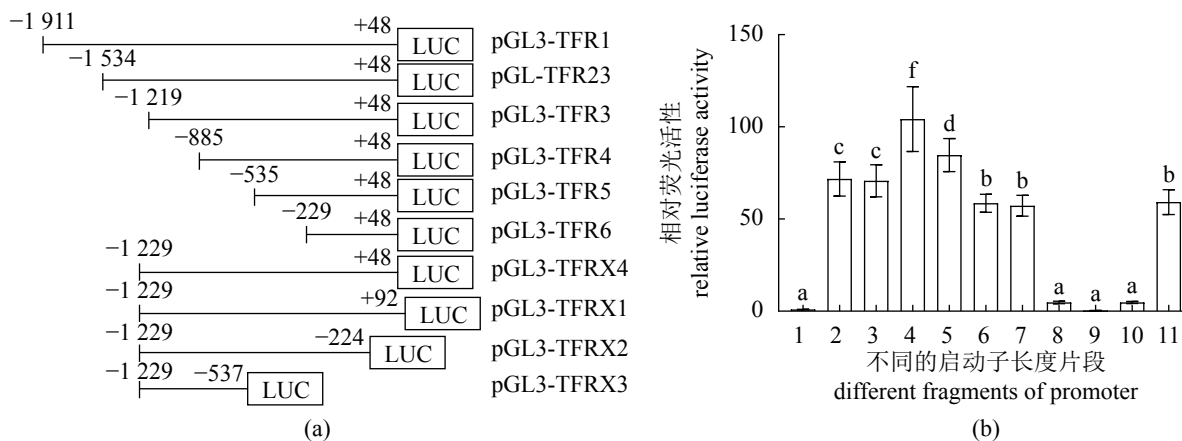 −1 911
+48
LUC
pGL3-TFR1
−1 534
+48
LUC
pGL-TFR23
−1 219
+48
LUC
pGL3-TFR3
−885
+48
LUC
pGL3-TFR4
−535
+48
LUC
pGL3-TFR5
−229
+48
LUC
pGL3-TFR6
−1 229
+48
LUC
pGL3-TFRX4
−1 229
+92
LUC
pGL3-TFRX1
−1 229
−224
LUC
pGL3-TFRX2
−1 229
−537
LUC
pGL3-TFRX3
(a)
相对荧光活性
relative luciferase activity
150
100
50
0
a
c
c
f
d
b
b
a
a
a
b
1 2 3 4 5 6 7 8 9 10 11
不同的启动子长度片段
different fragments of promoter
(b)